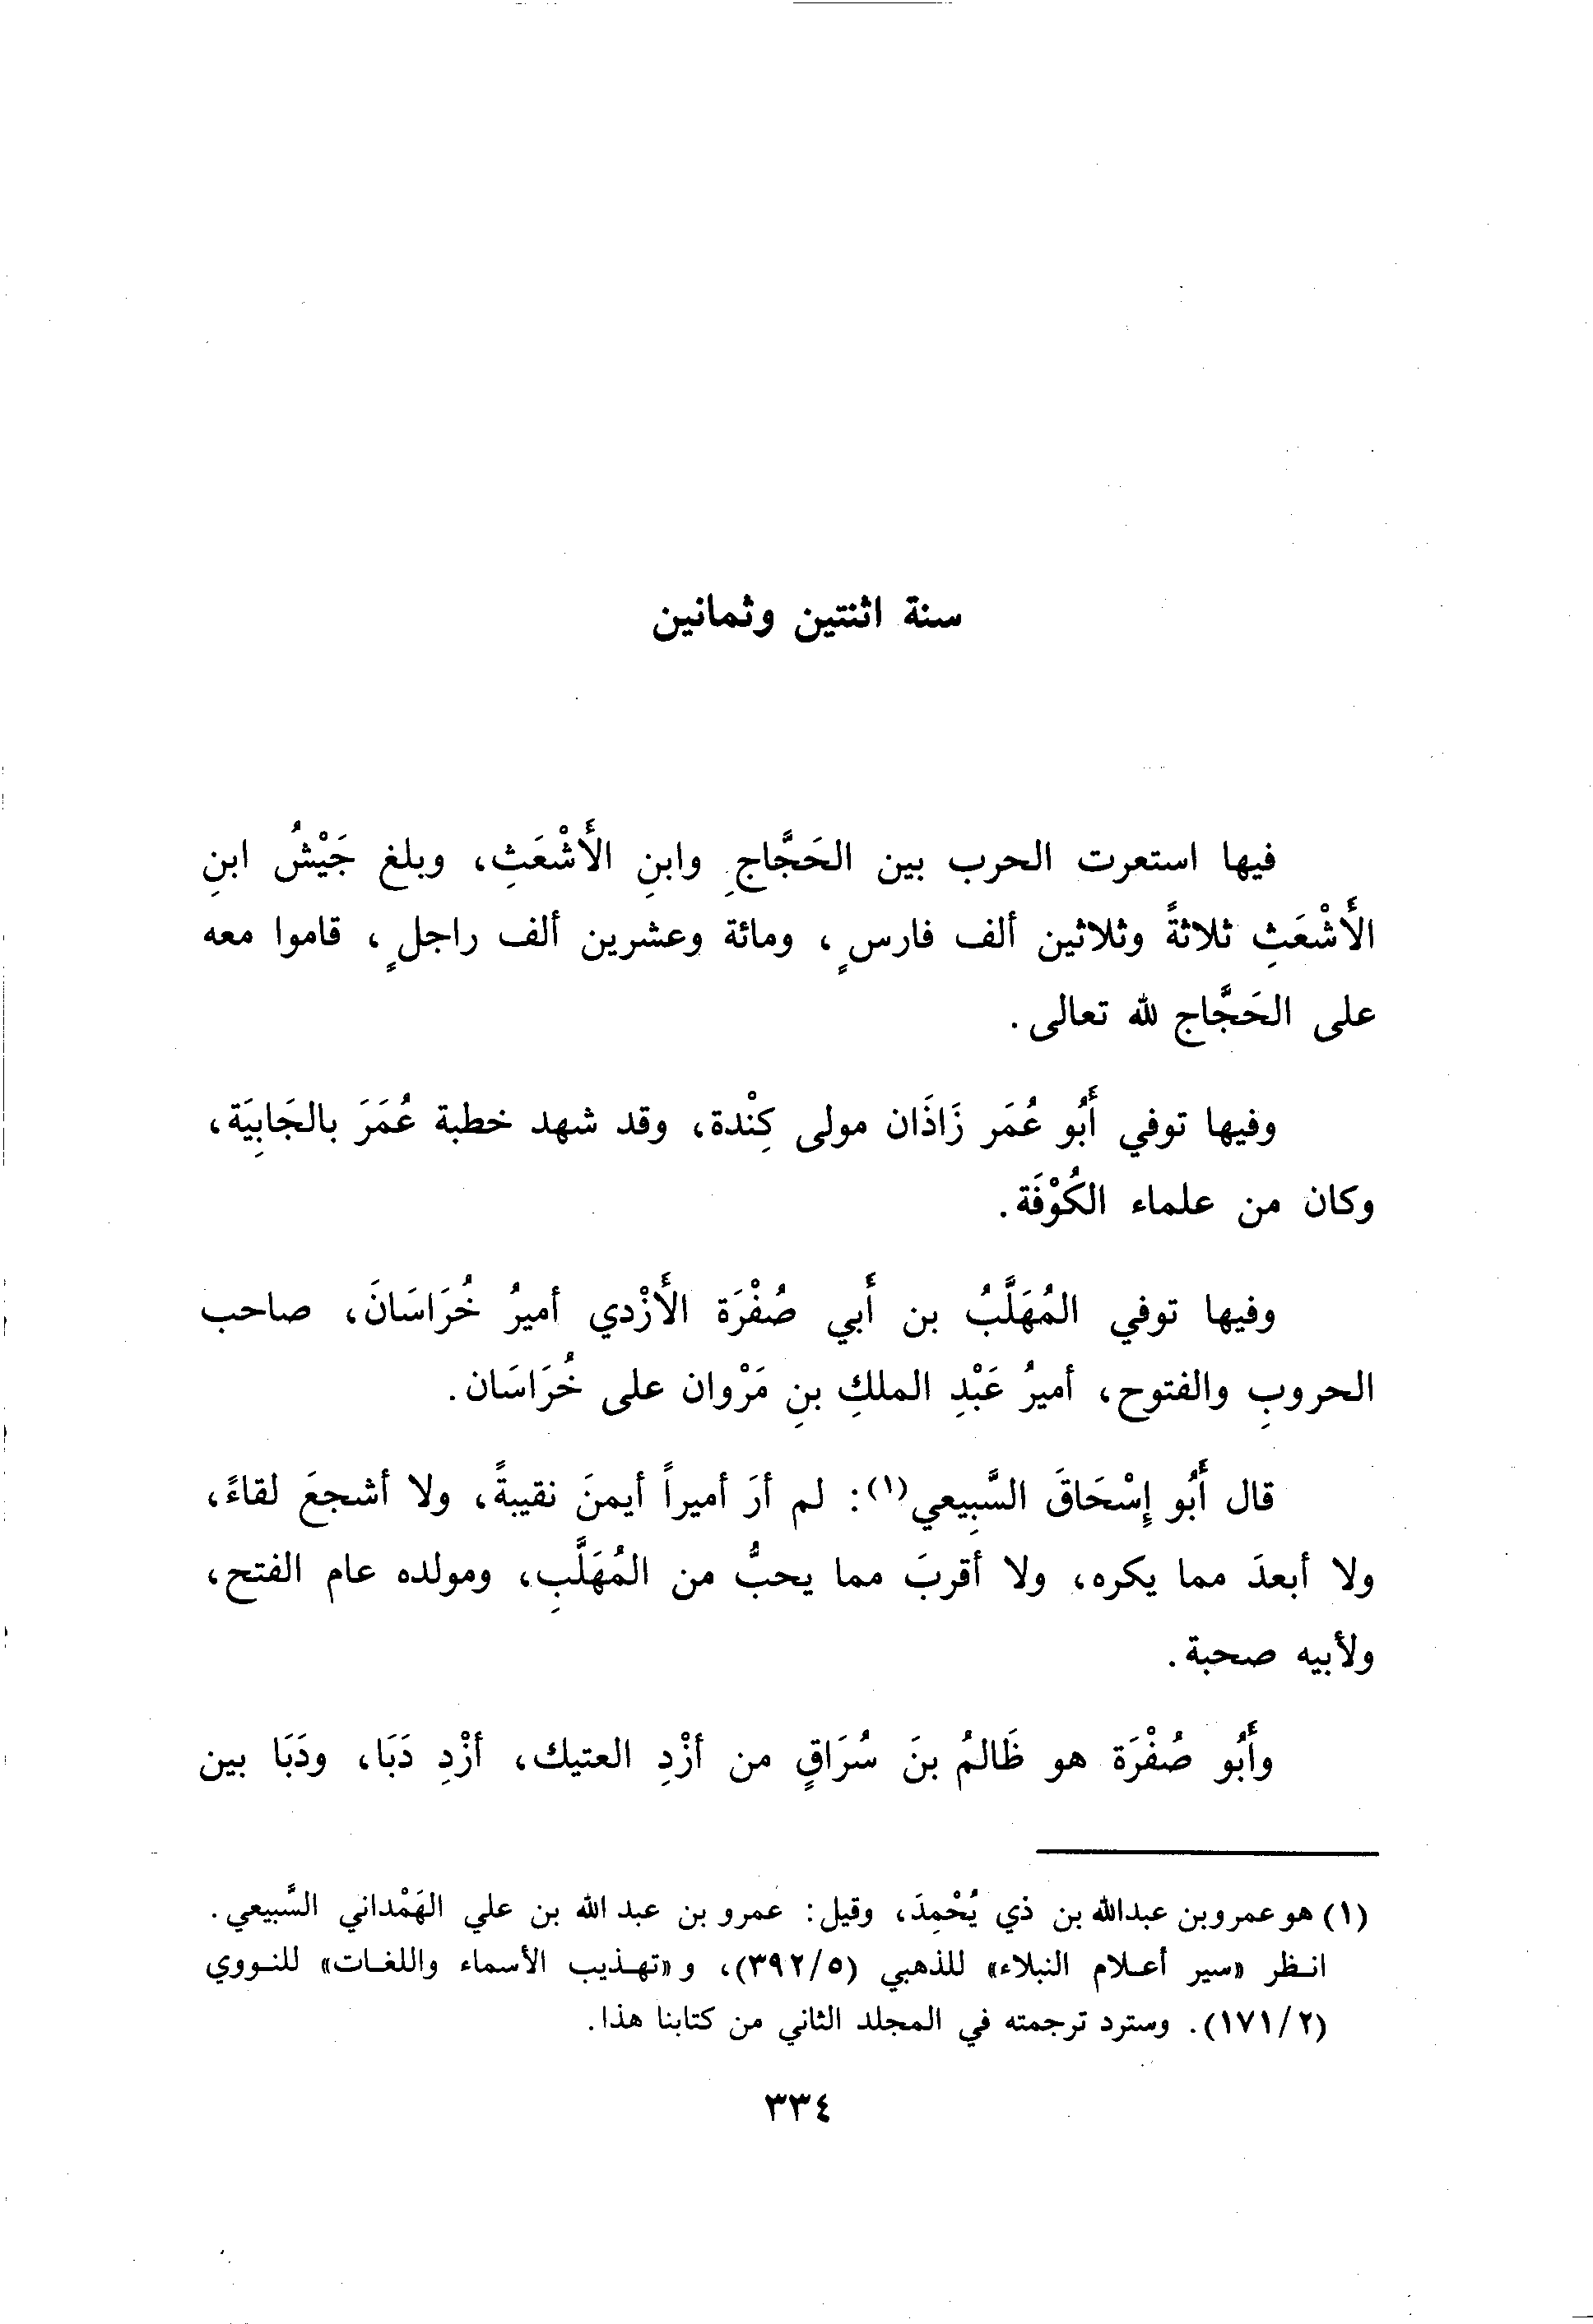 سنة اثنتين وثمانين
فيها استعرت الحرب بين الحَجَّاجِ وابنِ الأَشْعَثِ، وبلغ جَيْشُ ابنِ
الأَشْعَثِ ثلاثةً وثلاثين ألف فارسٍ، ومائة وعشرين ألف راجلٍ، قاموا معه
على الحَجَّاج لله تعالى.
وفيها توفي أَبُو عُمَر زَاذَان مولى كِنْدة، وقد شهد خطبة عُمَرَ بالجَابِيَة،
وكان من علماء الكُوْفَة.
وفيها توفي المُهَلَّبُ بن أَبي صُفْرَة الأَزْدي أميرُ خُرَاسَانَ، صاحب
الحروبِ والفتوح، أميرُ عَبْدِ الملكِ بنِ مَرْوان على خُرَاسَان.
قال أَبُو إِسْحَاقَ السَّبِيعي(١): لم أرَ أميراً أيمنَ نقيبةً، ولا أشجعَ لقاءً،
ولا أبعدَ مما يكره، ولا أقربَ مما يحبُّ من المُهَلَّبِ، ومولده عام الفتح،
ولأبيه صحبة.
وأَبُو صُفْرَة هو ظَالمُ بنَ سُرَاقٍ من أزْدِ العتيك، أزْدِ دَبَا، ودَبَا بين
(١) هو عمروبن عبدالله بن ذي يُحْمِدَ، وقيل: عمرو بن عبد الله بن علي الهَمْداني السَّبيعي.
انظر «سير أعلام النبلاء» للذهبي (٣٩٢/٥)، و «تهذيب الأسماء واللغات» للنووي
(١٧١/٢). وسترد ترجمته في المجلد الثاني من كتابنا هذا.
٣٣٤